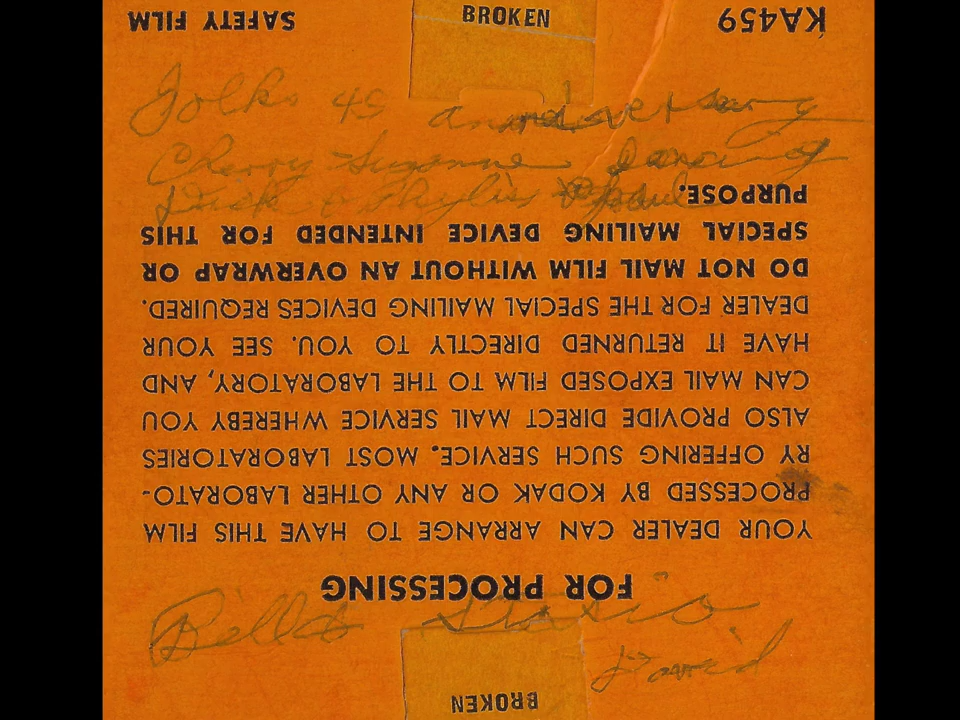 BROKEN
Folks 45 anniversary
Cherry Suzanne Dancing
& Phyliss Paul
David
BROKEN
FOR PROCESSING
YOUR DEALER CAN ARRANGE TO HAVE THIS FILM
PROCESSED BY KODAK OR ANY OTHER LABORATO-
RY OFFERING SUCH SERVICE. MOST LABORATORIES
ALSO PROVIDE DIRECT MAIL SERVICE WHEREBY YOU
CAN MAIL EXPOSED FILM TO THE LABORATORY, AND,
HAVE IT RETURNED DIRECTLY TO YOU. SEE YOUR
DEALER FOR THE SPECIAL MAILING DEVICES REQUIRED.
DO NOT MAIL FILM WITHOUT AN OVERWRAP OR
SPECIAL MAILING DEVICE INTENDED FOR THIS
PURPOSE.
KA459
SAFETY FILM